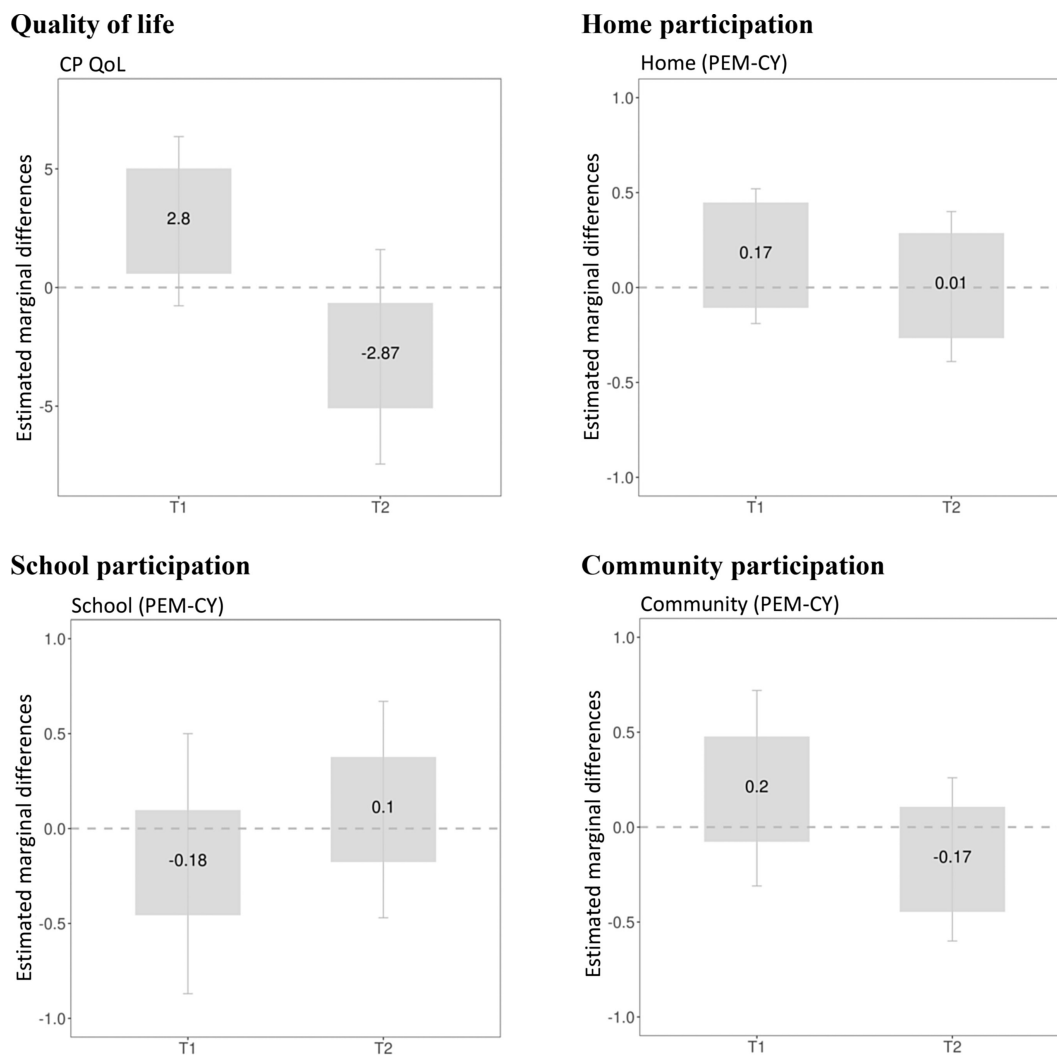 Quality of life
CP QoL
Estimated marginal differences
5
0
-5
2.8
-2.87
T1
T2
Home participation
Home (PEM-CY)
Estimated marginal differences
1.0
0.5
0.0
-0.5
-1.0
0.17
0.01
T1
T2
School participation
School (PEM-CY)
Estimated marginal differences
1.0
0.5
0.0
-0.5
-1.0
-0.18
0.1
T1
T2
Community participation
Community (PEM-CY)
Estimated marginal differences
1.0
0.5
0.0
-0.5
-1.0
0.2
-0.17
T1
T2